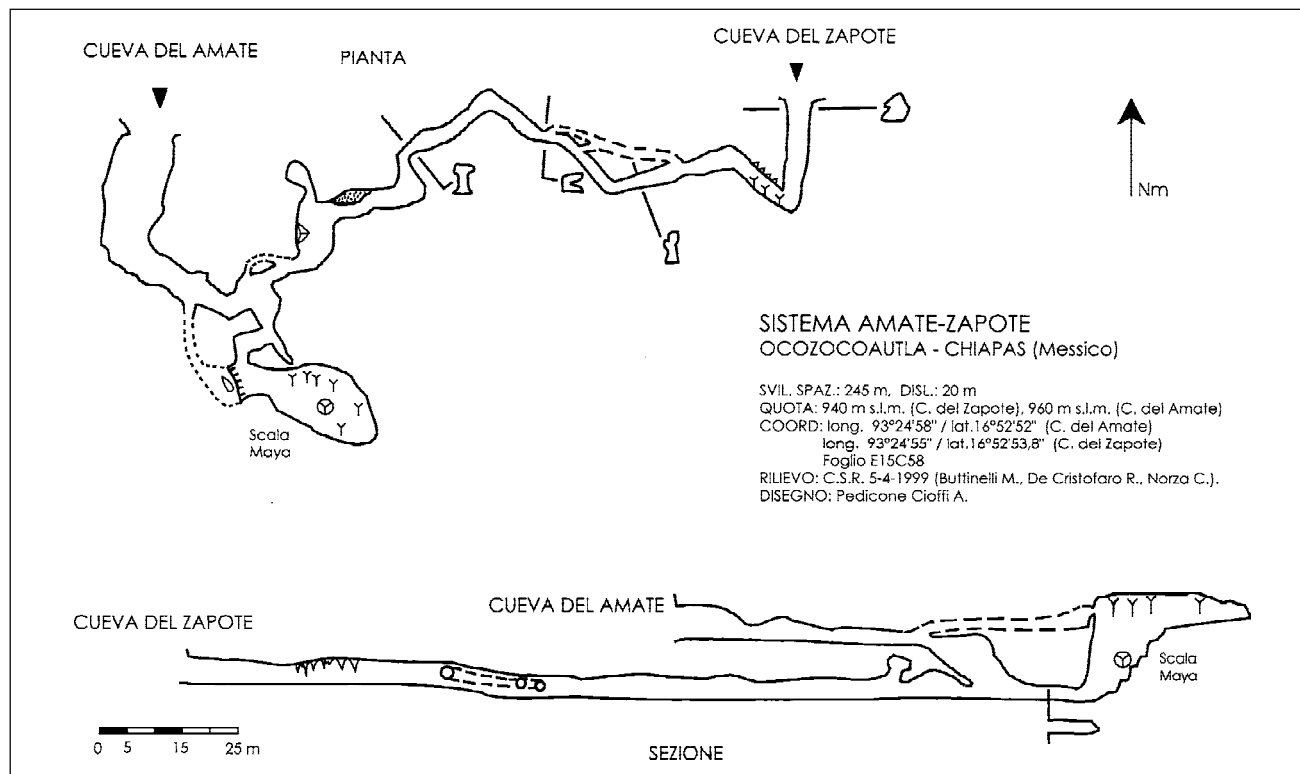 CUEVA DEL AMATE
PIANTA
CUEVA DEL ZAPOTE
Nm
Scala
Maya
SISTEMA AMATE-ZAPOTE
OCOZOCOAUTLA - CHIAPAS (Messico)
SVIL. SPAZ.: 245 m, DISL.: 20 m
QUOTA: 940 m s.l.m. (C. del Zapote), 960 m s.l.m. (C. del Amate)
COORD: long. 93°24'58" / lat.16°52'52" (C. del Amate)
long. 93°24'55" / lat.16°52'53,8" (C. del Zapote)
Foglio E15C58
RILIEVO: C.S.R. 5-4-1999 (Buttinelli M., De Cristofaro R., Norza C.).
DISEGNO: Pedicone Cioffi A.
CUEVA DEL ZAPOTE
CUEVA DEL AMATE
Scala
Maya
0 5 15 25 m
SEZIONE